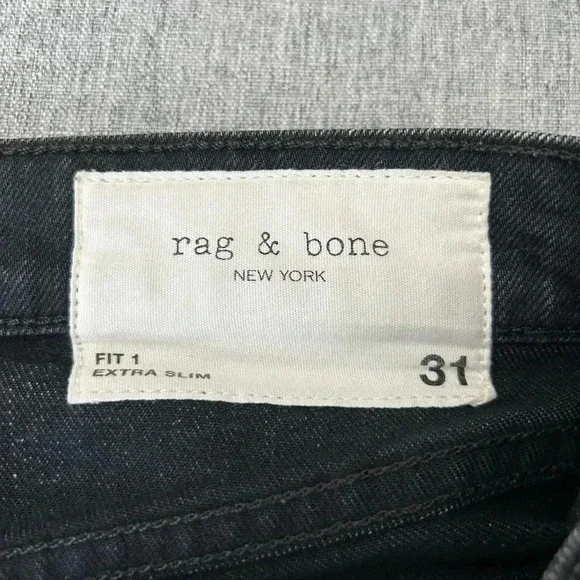 rag & bone
NEW YORK
FIT 1
EXTRA SLIM
31